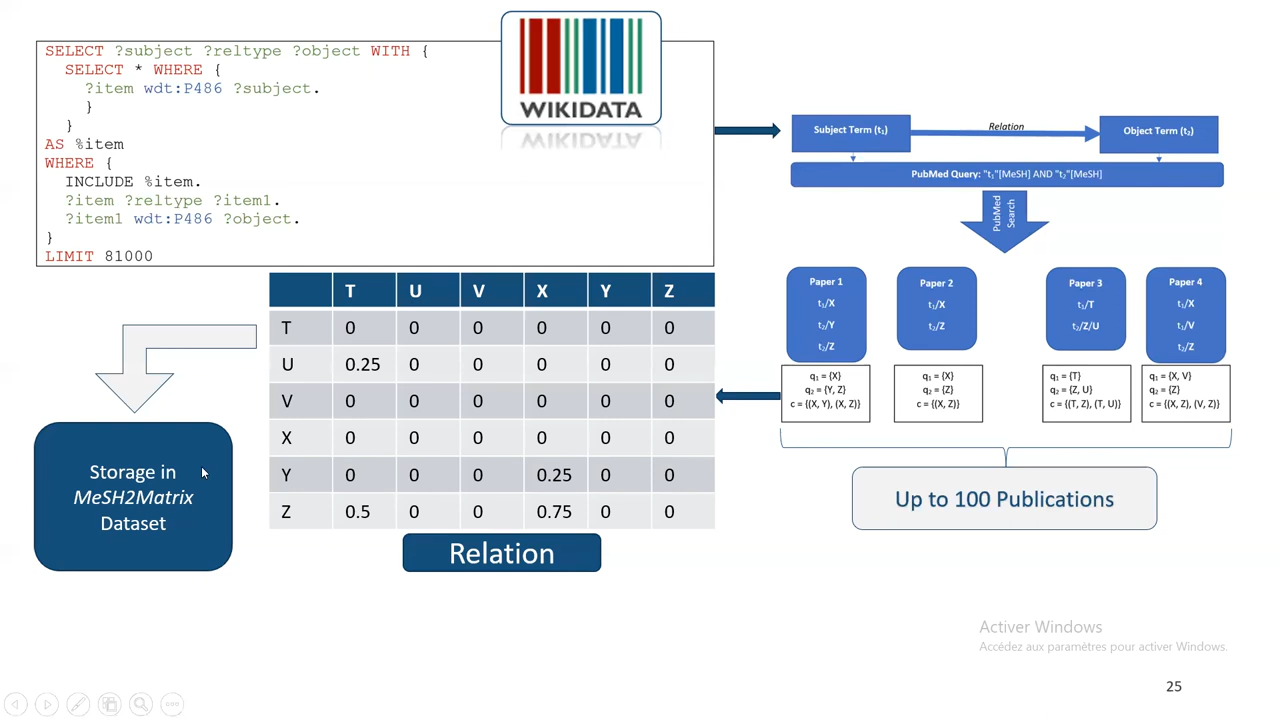 SELECT ?subject ?reltype ?object WITH {
SELECT * WHERE {
?item wdt:P486 ?subject.
}
}
AS %item
WHERE {
INCLUDE %item.
?item ?reltype ?item1.
?item1 wdt:P486 ?object.
}
LIMIT 81000
WIKIDATA
Subject Term (t₁)
Relation
Object Term (t₂)
PubMed Query: "t₁"[MeSH] AND "t₂"[MeSH]
PubMed
Search
Paper 1
t₁/X
t₂/Y
t₂/Z
Paper 2
t₁/X
t₂/Z
Paper 3
t₁/T
t₂/Z/U
Paper 4
t₁/X
t₁/V
t₂/Z
q₁ = {X}
q₂ = {Y, Z}
c = {(X, Y), (X, Z)}
q₁ = {X}
q₂ = {Z}
c = {(X, Z)}
q₁ = {T}
q₂ = {Z, U}
c = {(T, Z), (T, U)}
q₁ = {X, V}
q₂ = {Z}
c = {(X, Z), (V, Z)}
Up to 100 Publications
T U V X Y Z
T 0 0 0 0 0 0
U 0.25 0 0 0 0 0
V 0 0 0 0 0 0
X 0 0 0 0 0 0
Y 0 0 0 0.25 0 0
Z 0.5 0 0 0.75 0 0
Relation
Storage in
MeSH2Matrix
Dataset
Activer Windows
Accédez aux paramètres pour activer Windows.
25